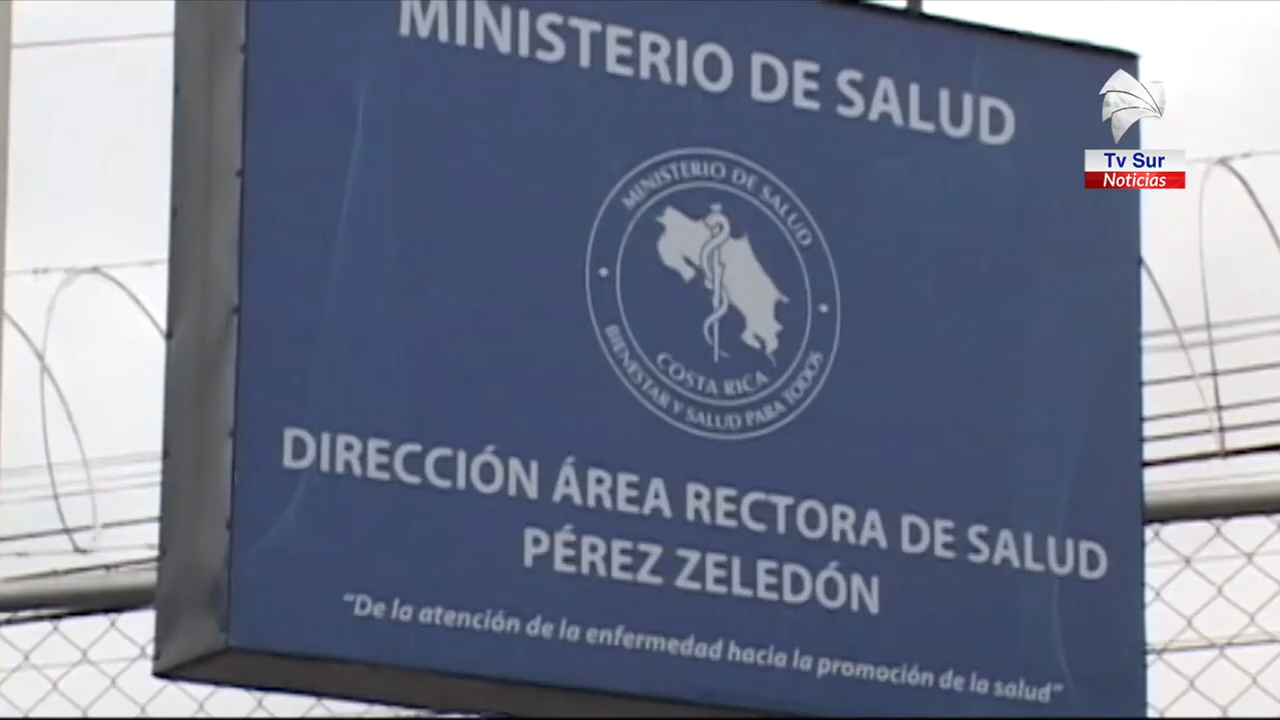 MINISTERIO DE SALUD
Tv Sur
Noticias
MINISTERIO DE SALUD
COSTA RICA
BIENESTAR Y SALUD PARA TODOS
DIRECCIÓN ÁREA RECTORA DE SALUD
PÉREZ ZELEDÓN
"De la atención de la enfermedad hacia la promoción de la salud"